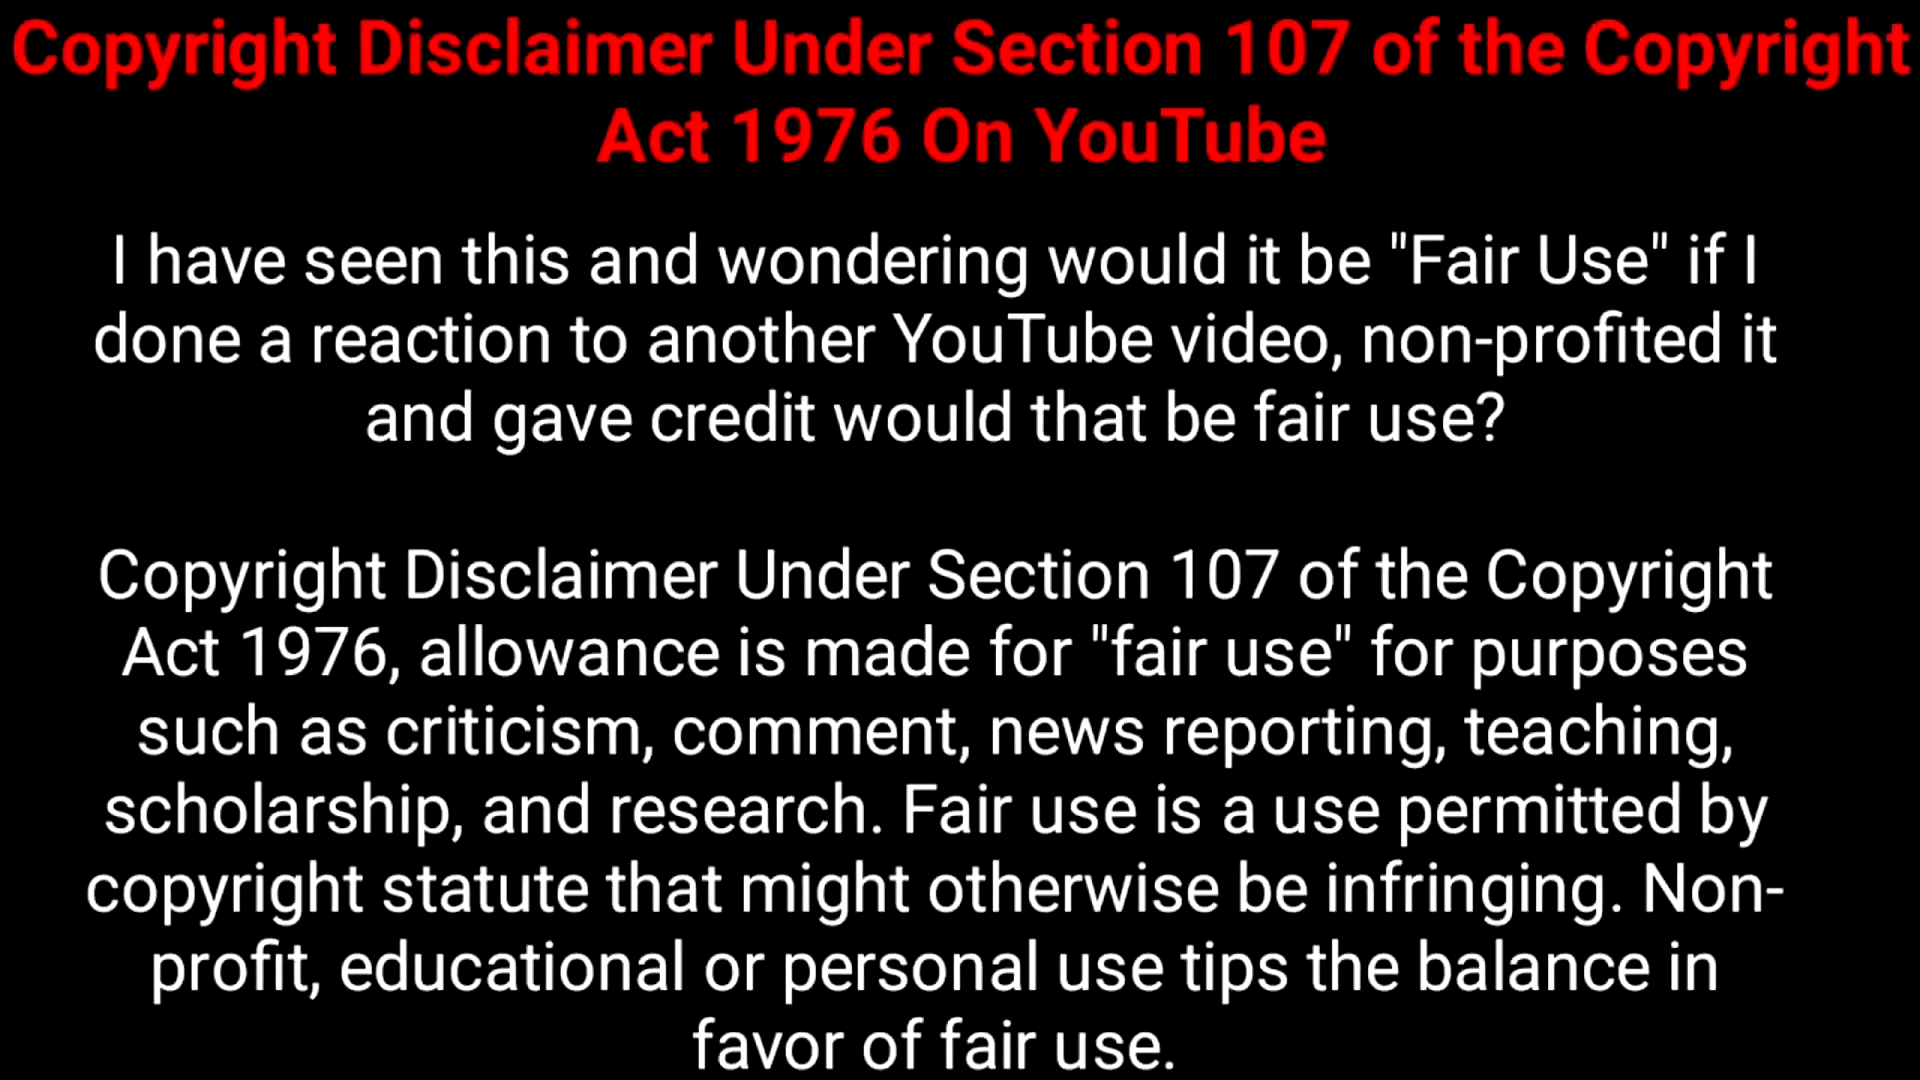 Copyright Disclaimer Under Section 107 of the Copyright
Act 1976 On YouTube
I have seen this and wondering would it be "Fair Use" if I
done a reaction to another YouTube video, non-profited it
and gave credit would that be fair use?
Copyright Disclaimer Under Section 107 of the Copyright
Act 1976, allowance is made for "fair use" for purposes
such as criticism, comment, news reporting, teaching,
scholarship, and research. Fair use is a use permitted by
copyright statute that might otherwise be infringing. Non-
profit, educational or personal use tips the balance in
favor of fair use.